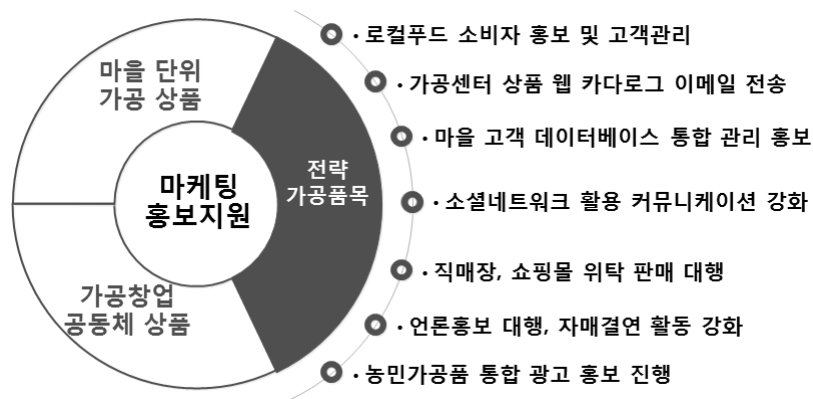 마을 단위
가공 상품
마케팅
홍보지원
전략
가공품목
가공창업
공동체 상품
• 로컬푸드 소비자 홍보 및 고객관리
• 가공센터 상품 웹 카다로그 이메일 전송
• 마을 고객 데이터베이스 통합 관리 홍보
• 소셜네트워크 활용 커뮤니케이션 강화
• 직매장, 쇼핑몰 위탁 판매 대행
• 언론홍보 대행, 자매결연 활동 강화
• 농민가공품 통합 광고 홍보 진행